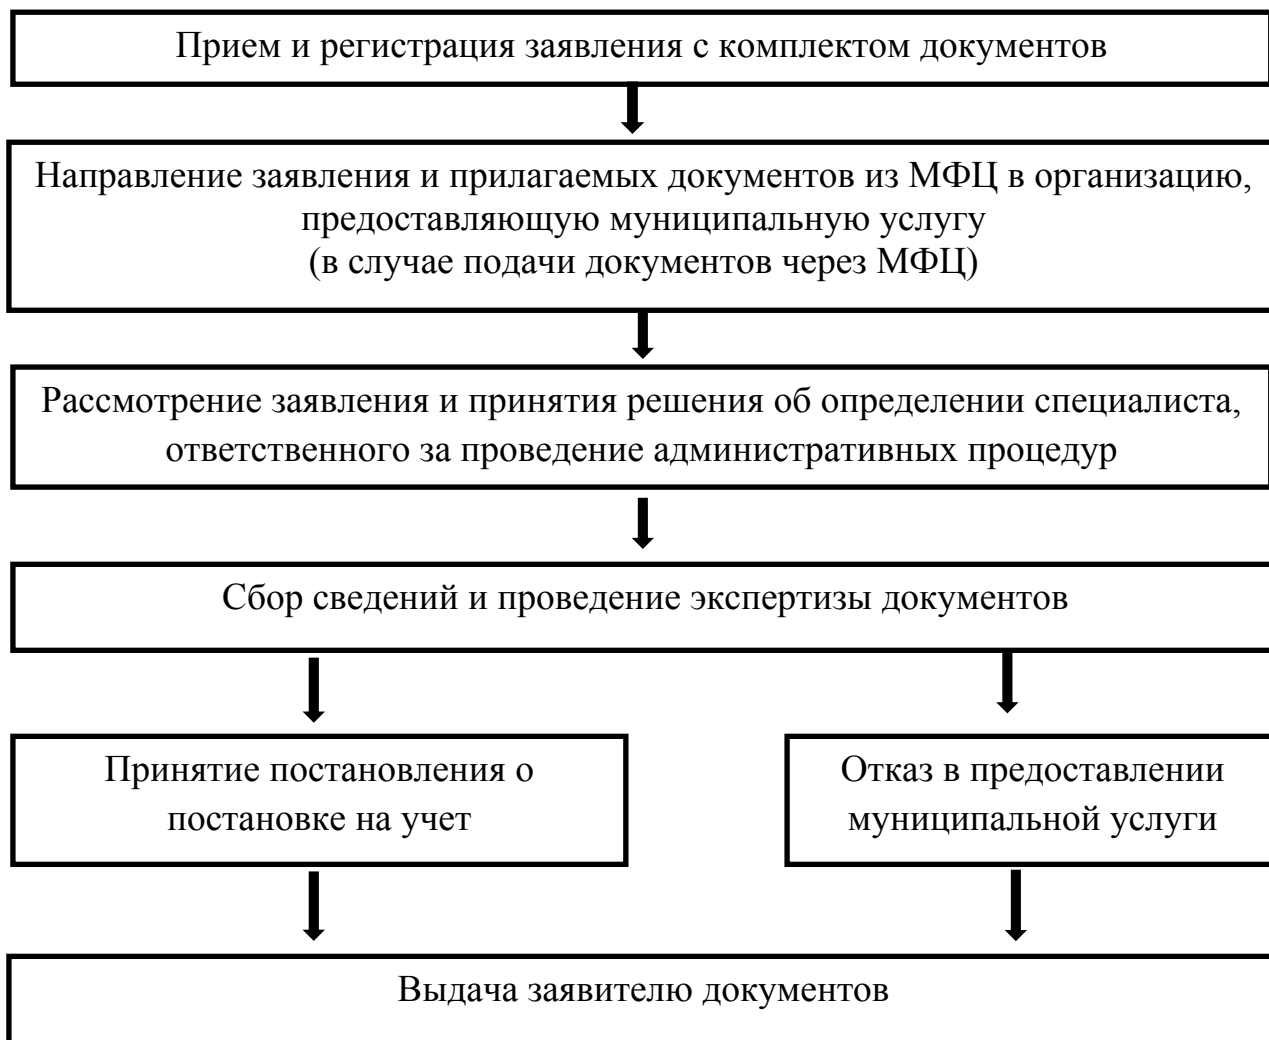 Прием и регистрация заявления с комплектом документов
Направление заявления и прилагаемых документов из МФЦ в организацию,
предоставляющую муниципальную услугу
(в случае подачи документов через МФЦ)
Рассмотрение заявления и принятия решения об определении специалиста,
ответственного за проведение административных процедур
Сбор сведений и проведение экспертизы документов
Принятие постановления о
постановке на учет
Отказ в предоставлении
муниципальной услуги
Выдача заявителю документов